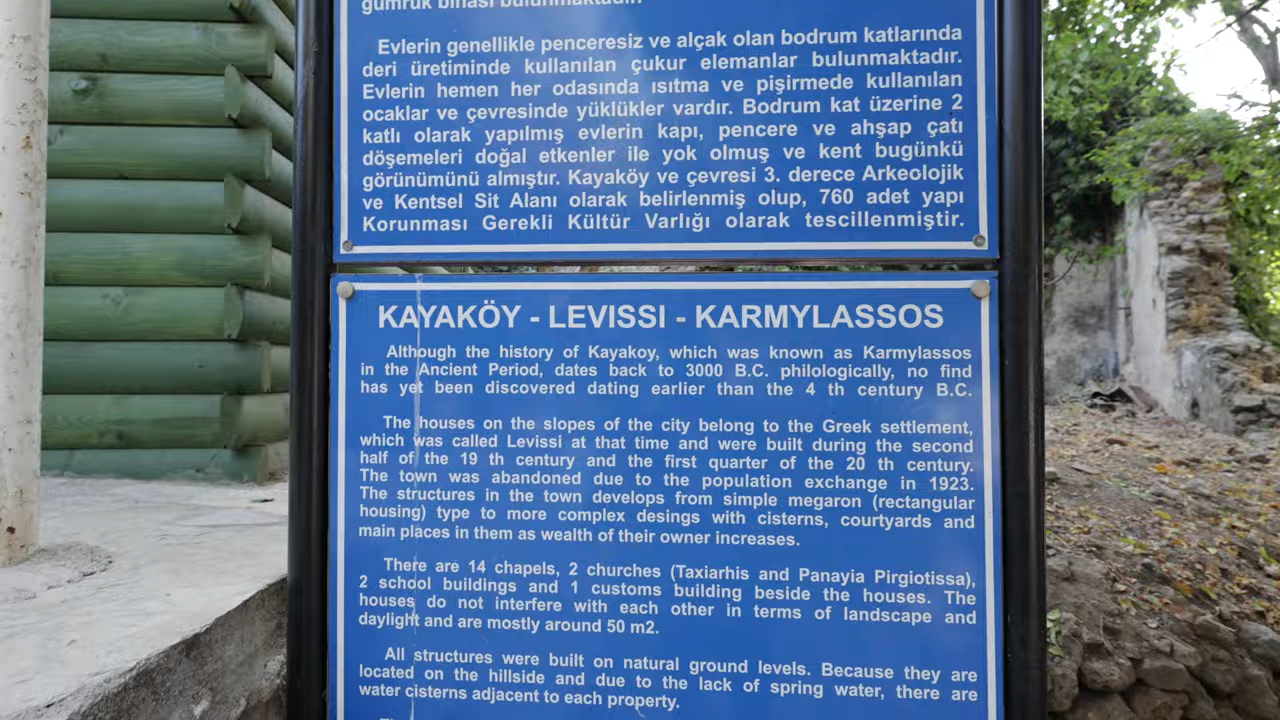 gümrük binası bulunmaktadır.
Evlerin genellikle penceresiz ve alçak olan bodrum katlarında
deri üretiminde kullanılan çukur elemanlar bulunmaktadır.
Evlerin hemen her odasında ısıtma ve pişirmede kullanılan
ocaklar ve çevresinde yüklükler vardır. Bodrum kat üzerine 2
katlı olarak yapılmış evlerin kapı, pencere ve ahşap çatı
döşemeleri doğal etkenler ile yok olmuş ve kent bugünkü
görünümünü almıştır. Kayaköy ve çevresi 3. derece Arkeolojik
ve Kentsel Sit Alanı olarak belirlenmiş olup, 760 adet yapı
Korunması Gerekli Kültür Varlığı olarak tescillenmiştir.
KAYAKÖY - LEVISSI - KARMYLASSOS
Although the history of Kayakoy, which was known as Karmylassos
in the Ancient Period, dates back to 3000 B.C. philologically, no find
has yet been discovered dating earlier than the 4 th century B.C.
The houses on the slopes of the city belong to the Greek settlement,
which was called Levissi at that time and were built during the second
half of the 19 th century and the first quarter of the 20 th century.
The town was abandoned due to the population exchange in 1923.
The structures in the town develops from simple megaron (rectangular
housing) type to more complex desings with cisterns, courtyards and
main places in them as wealth of their owner increases.
There are 14 chapels, 2 churches (Taxiarhis and Panayia Pirgiotissa),
2 school buildings and 1 customs building beside the houses. The
houses do not interfere with each other in terms of landscape and
daylight and are mostly around 50 m2.
All structures were built on natural ground levels. Because they are
located on the hillside and due to the lack of spring water, there are
water cisterns adjacent to each property.